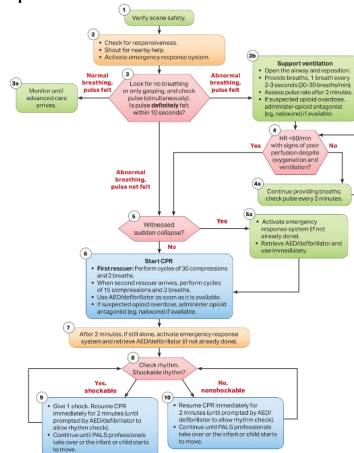 1
Verify scene safety.
2
• Check for responsiveness.
• Shout for nearby help.
• Activate emergency response system.
3
Look for no breathing
or only gasping, and check
pulse (simultaneously).
Is pulse definitely felt
within 10 seconds?
Normal
breathing,
pulse felt
3a
Monitor until
advanced care
arrives.
Abnormal
breathing,
pulse felt
3b
Support ventilation
• Open the airway and reposition.
• Provide breaths, 1 breath every
2-3 seconds (20-30 breaths/min).
• Assess pulse rate after 2 minutes.
• If suspected opioid overdose,
administer opioid antagonist
(eg, naloxone) if available.
4
HR <60/min
with signs of poor
perfusion despite
oxygenation and
ventilation?
Yes
No
4a
Continue providing breaths;
check pulse every 2 minutes.
Abnormal
breathing,
pulse not felt
5
Witnessed
sudden collapse?
Yes
5a
• Activate emergency
response system (if not
already done).
• Retrieve AED/defibrillator and
use immediately.
No
6
Start CPR
• First rescuer: Perform cycles of 30 compressions
and 2 breaths.
• When second rescuer arrives, perform cycles
of 15 compressions and 2 breaths.
• Use AED/defibrillator as soon as it is available.
• If suspected opioid overdose, administer opioid
antagonist (eg, naloxone) if available.
7
After 2 minutes, if still alone, activate emergency response
system and retrieve AED/defibrillator (if not already done).
8
Check rhythm.
Shockable rhythm?
Yes,
shockable
No,
nonshockable
9
• Give 1 shock. Resume CPR
immediately for 2 minutes (until
prompted by AED/defibrillator to
allow rhythm check).
• Continue until PALS professionals
take over or the infant or child starts
to move.
10
• Resume CPR immediately for
2 minutes (until prompted by AED/
defibrillator to allow rhythm check).
• Continue until PALS professionals
take over or the infant or child starts
to move.